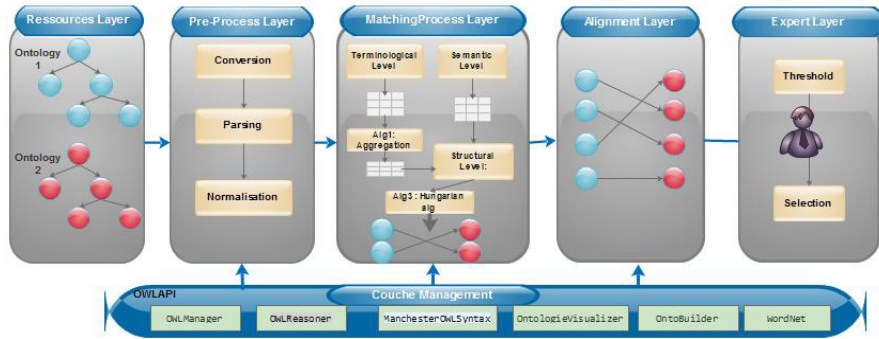 Ressources Layer
Pre-Process Layer
MatchingProcess Layer
Alignment Layer
Expert Layer
Ontology
1
Ontology
2
Conversion
Parsing
Normalisation
Terminological
Level
Semantic
Level
Alg1:
Aggregation
Structural
Level:
Alg3 : Hungarian
alg
Threshold
Selection
OWLAPI
Couche Management
OWLManager
OWLReasoner
ManchesterOWLSyntax
OntologieVisualizer
OntoBuilder
WordNet